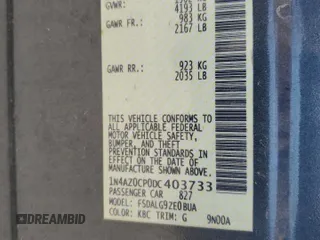 GVWR:
4193 LB
GAWR FR.:
983 KG
2167 LB
GAWR RR.:
923 KG
2035 LB
THIS VEHICLE CONFORMS TO
ALL APPLICABLE FEDERAL
MOTOR VEHICLE SAFETY,
BUMPER, AND THEFT
PREVENTION STANDARDS IN
EFFECT ON THE DATE OF
MANUFACTURE SHOWN ABOVE.
1N4AZ0CP0DC403733
PASSENGER CAR 827
MODEL: FSDALG9ZE0BUA
COLOR: KBC TRIM: G 9N00A
DREAMBID.COM